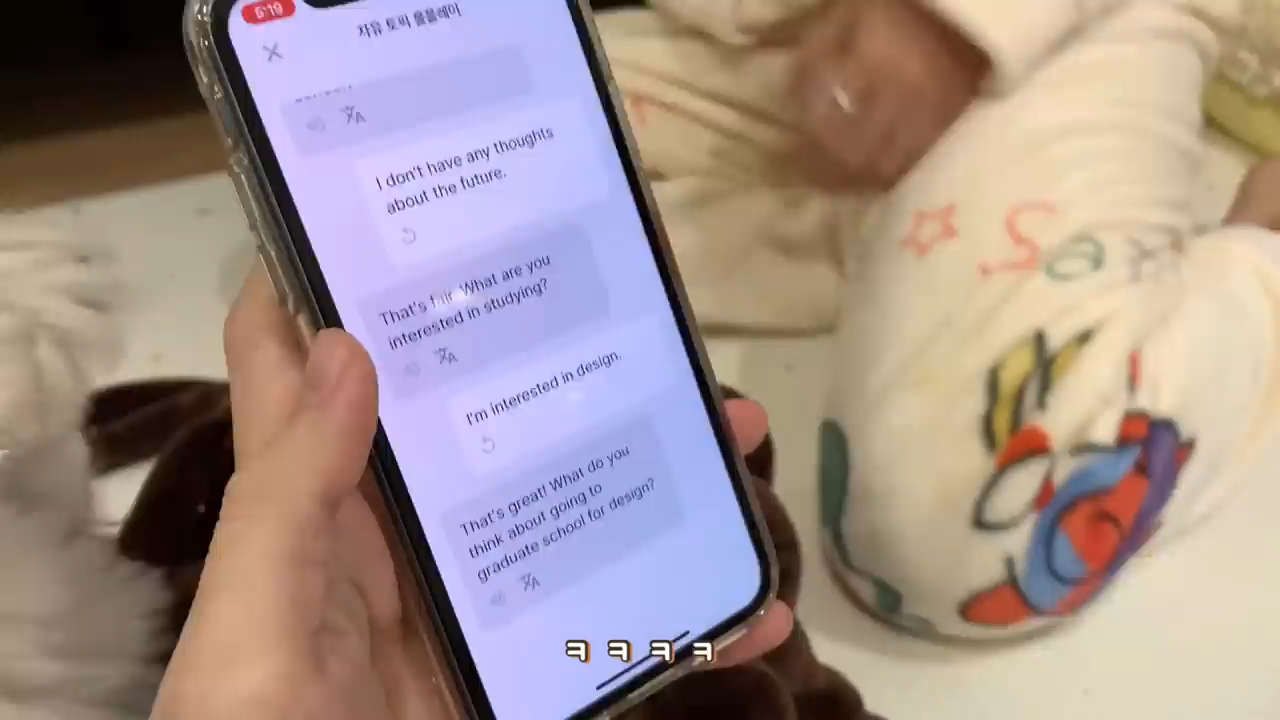 5:19
자유 토픽 롤플레이
I don't have any thoughts
about the future.
That's fair. What are you
interested in studying?
I'm interested in design.
That's great! What do you
think about going to
graduate school for design?
ㅋㅋㅋㅋ